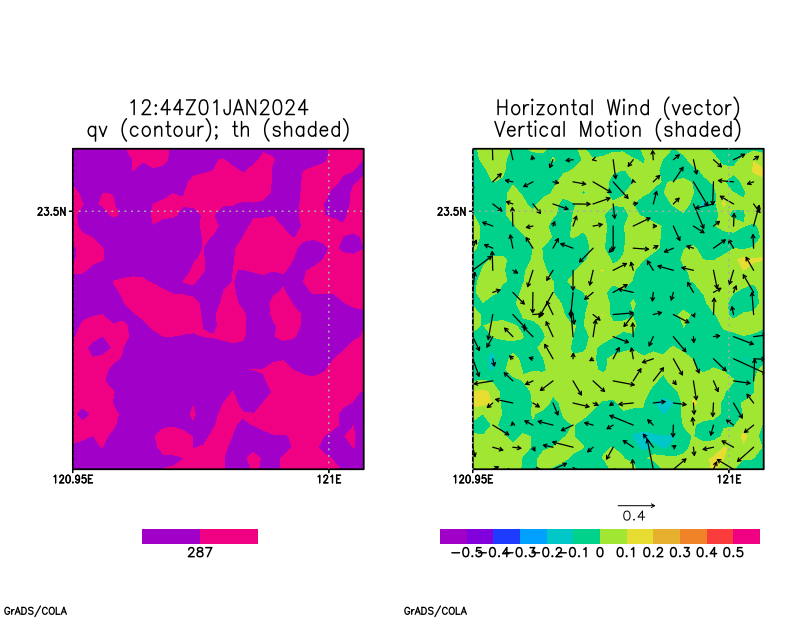 12:44Z01JAN2024
qv (contour); th (shaded)
23.5N
120.95E
121E
287
Horizontal Wind (vector)
Vertical Motion (shaded)
23.5N
120.95E
121E
0.4
-0.5 -0.4 -0.3 -0.2 -0.1 0 0.1 0.2 0.3 0.4 0.5
GrADS/COLA
GrADS/COLA